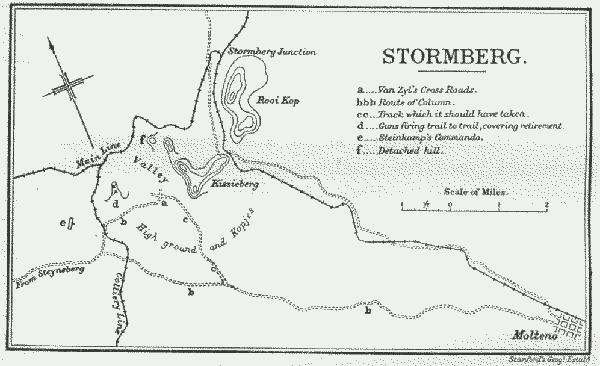 STORMBERG.
a.....Van Zyl's Cross Roads.
bbb Route of Column.
cc...Track which it should have taken.
d....Guns firing trail to trail, covering retirement.
e....Steinkamp's Commando.
f....Detached hill.
Scale of Miles.
1 ½ 0 1 2
Stormberg Junction
Rooi Kop
Main Line
f
Valley
Kissieberg
d
a
e
b
c
High ground and Kopjes
c
From Steynsberg
Colliery Line
b
b
Molteno
Stanford's Geog! Estab!